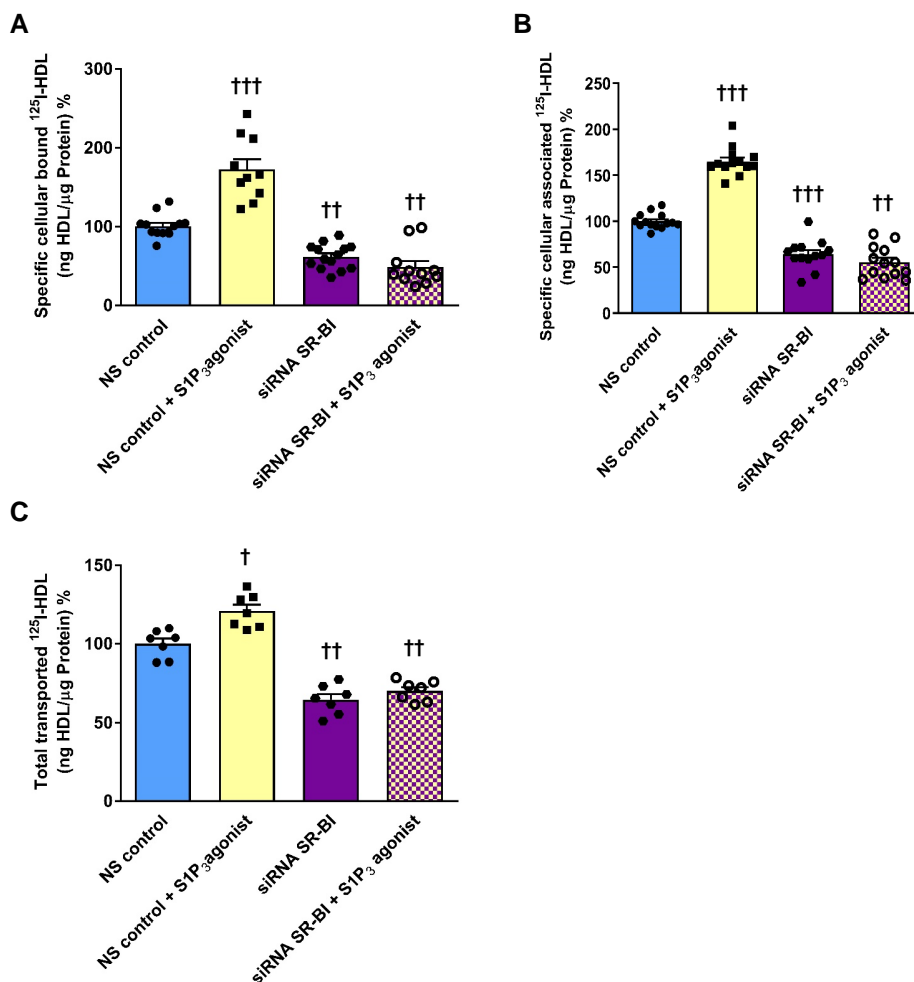 A
Specific cellular bound ¹²⁵I-HDL
(ng HDL/µg Protein) %
300
200
100
0
†††
††
††
NS control
NS control + S1P₃agonist
siRNA SR-BI
siRNA SR-BI + S1P₃ agonist
B
Specific cellular associated ¹²⁵I-HDL
(ng HDL/µg Protein) %
250
200
150
100
50
0
†††
†††
††
NS control
NS control + S1P₃agonist
siRNA SR-BI
siRNA SR-BI + S1P₃ agonist
C
Total transported ¹²⁵I-HDL
(ng HDL/µg Protein) %
150
100
50
0
†
††
††
NS control
NS control + S1P₃agonist
siRNA SR-BI
siRNA SR-BI + S1P₃ agonist